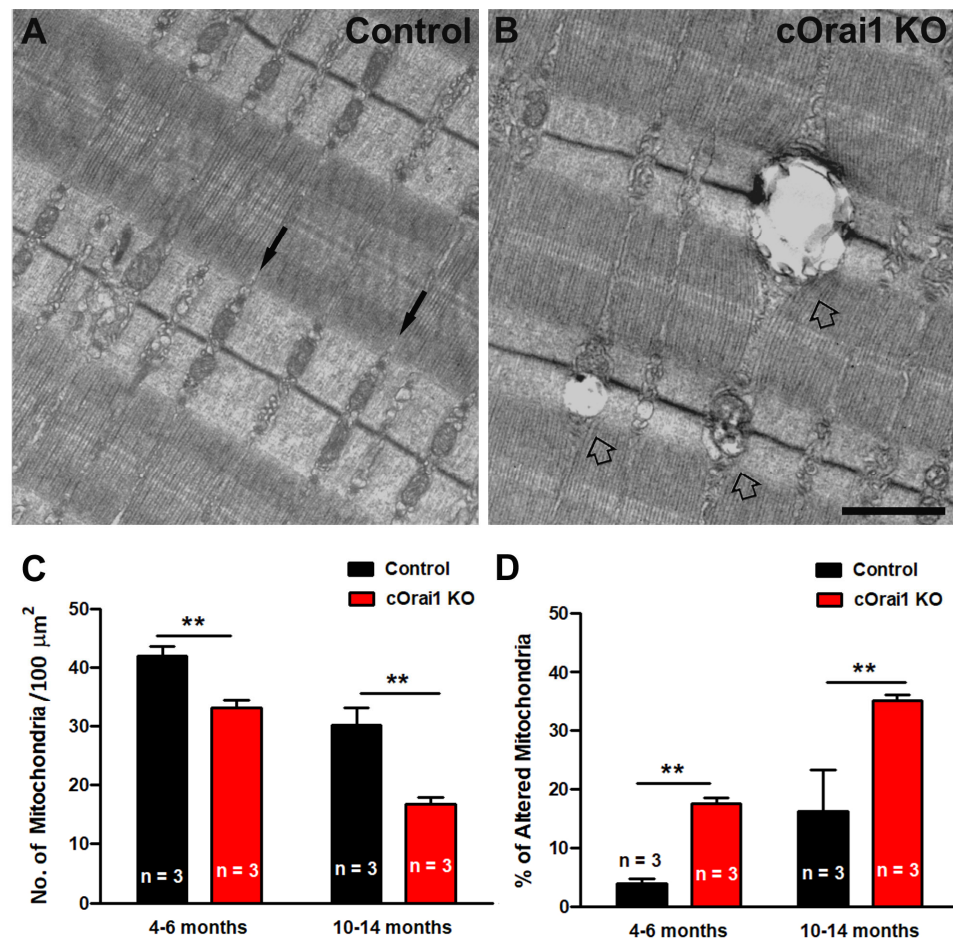 A Control
B cOrai1 KO
C
Control
cOrai1 KO
No. of Mitochondria/100 μm²
50
40
30
20
10
0
**
**
n = 3
n = 3
n = 3
n = 3
4-6 months
10-14 months
D
Control
cOrai1 KO
% of Altered Mitochondria
50
40
30
20
10
0
**
**
n = 3
n = 3
n = 3
n = 3
4-6 months
10-14 months